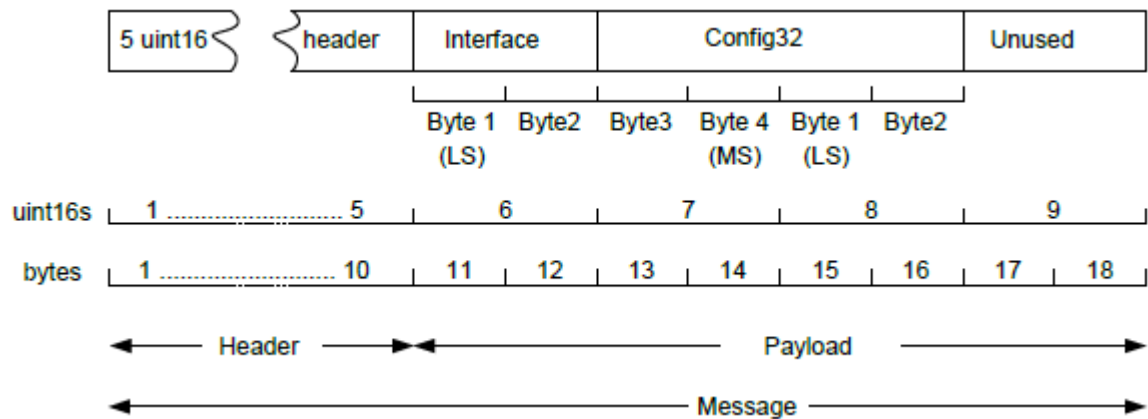 5 uint16 header Interface Config32 Unused
Byte 1 Byte2 Byte3 Byte 4 Byte 1 Byte2
(LS) (MS) (LS)
uint16s 1 ............................... 5 6 7 8 9
bytes 1 ............................... 10 11 12 13 14 15 16 17 18
Header Payload
Message